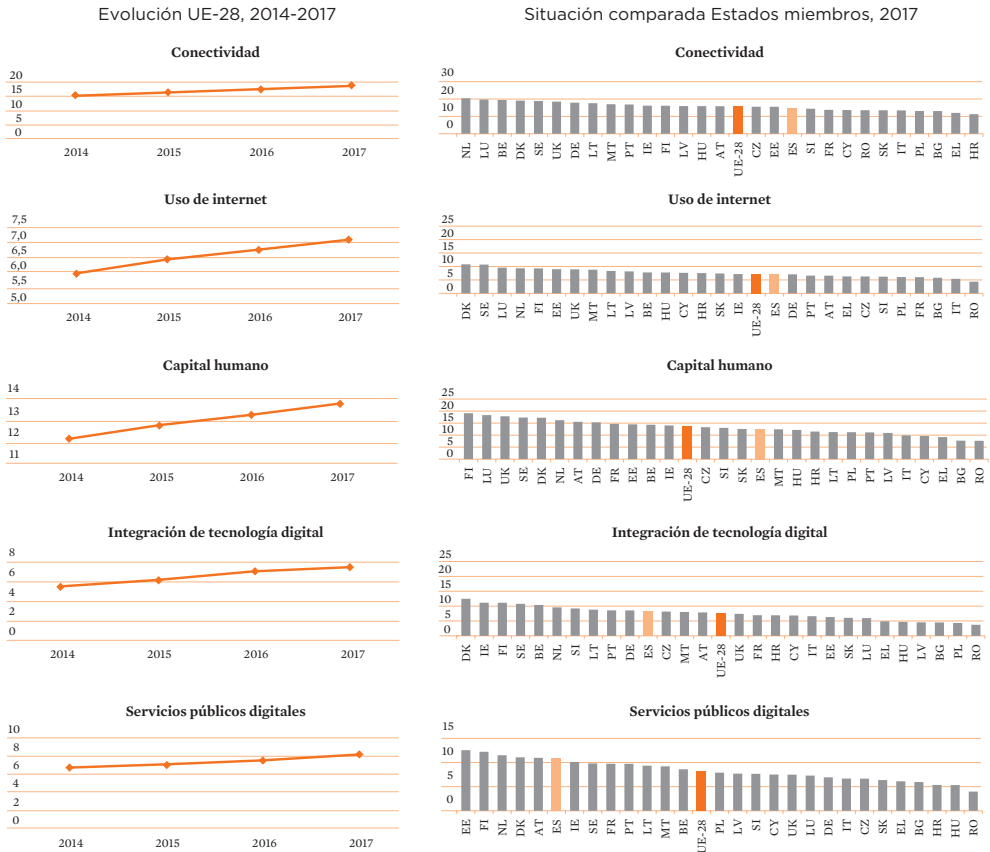 Evolución UE-28, 2014-2017
Situación comparada Estados miembros, 2017
Conectividad
20
15
10
5
0
2014 2015 2016 2017
Conectividad
30
20
10
0
NL LU BE DK SE UK DE LT MT PT IE FI LV HU AT UE-28 CZ EE ES SI FR CY RO SK IT PL BG EL HR
Uso de internet
7,5
7,0
6,5
6,0
5,5
5,0
2014 2015 2016 2017
Uso de internet
25
20
15
10
5
0
DK SE LU NL FI EE UK MT LT LV BE HU CY HR SK IE UE-28 ES DE PT AT EL CZ SI PL FR BG IT RO
Capital humano
14
13
12
11
2014 2015 2016 2017
Capital humano
25
20
15
10
5
0
FI LU UK SE DK NL AT DE FR EE BE IE UE-28 CZ SI SK ES MT HU HR LT PL PT LV IT CY EL BG RO
Integración de tecnología digital
8
6
4
2
0
2014 2015 2016 2017
Integración de tecnología digital
25
20
15
10
5
0
DK IE FI SE BE NL SI LT PT DE ES CZ MT AT UE-28 UK FR HR CY IT EE SK LU EL HU LV BG PL RO
Servicios públicos digitales
10
8
6
4
2
0
2014 2015 2016 2017
Servicios públicos digitales
15
10
5
0
EE FI NL DK AT ES IE SE FR PT LT MT BE UE-28 PL LV SI CY UK LU DE IT CZ SK EL BG HR HU RO